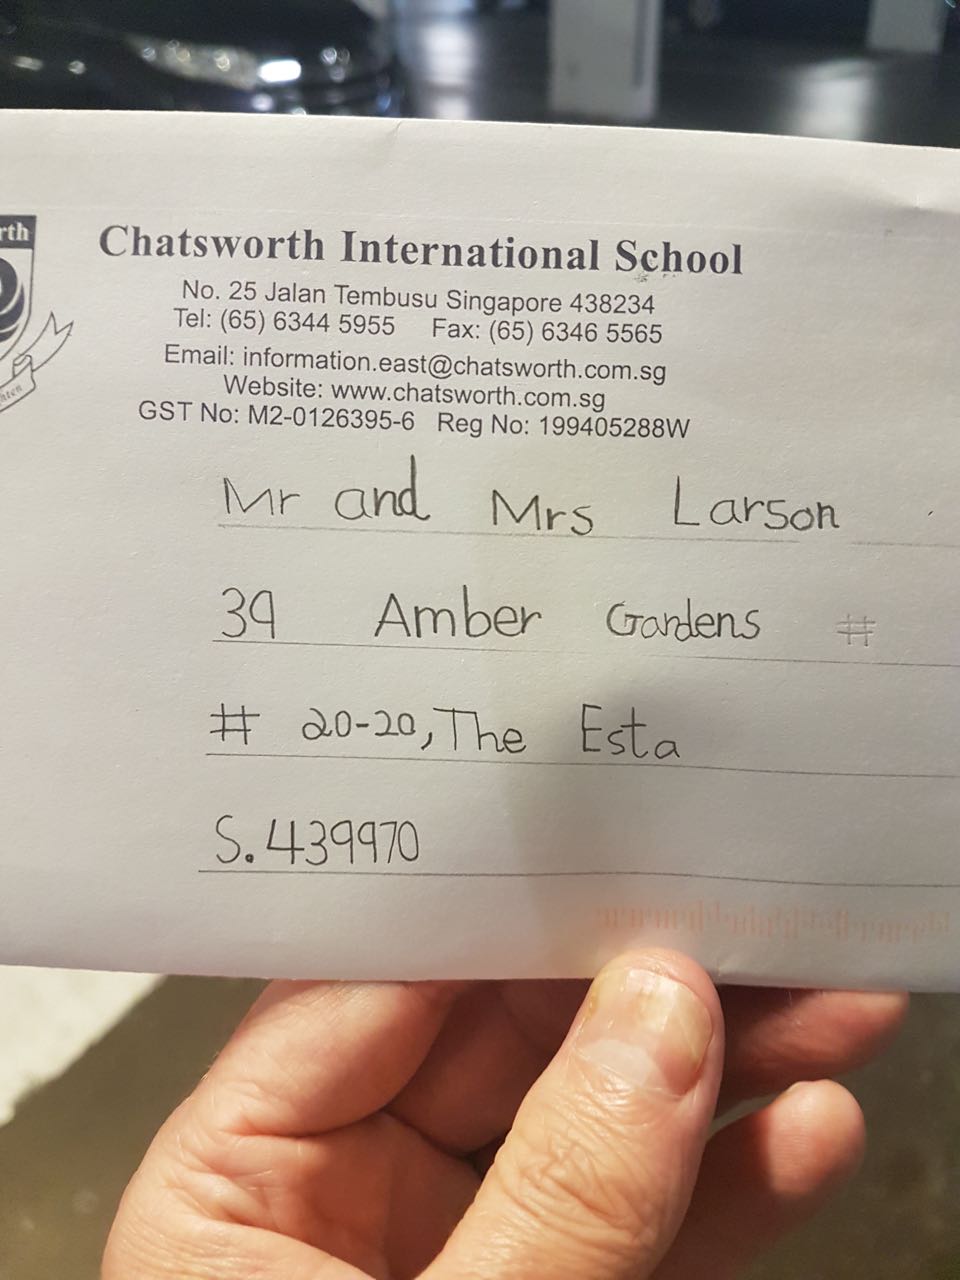 rth
Chatsworth International School
No. 25 Jalan Tembusu Singapore 438234
Tel: (65) 6344 5955 Fax: (65) 6346 5565
Email: information.east@chatsworth.com.sg
Website: www.chatsworth.com.sg
GST No: M2-0126395-6 Reg No: 199405288W
Mr and Mrs Larson
39 Amber Gardens #
# 20-20, The Esta
S. 439970